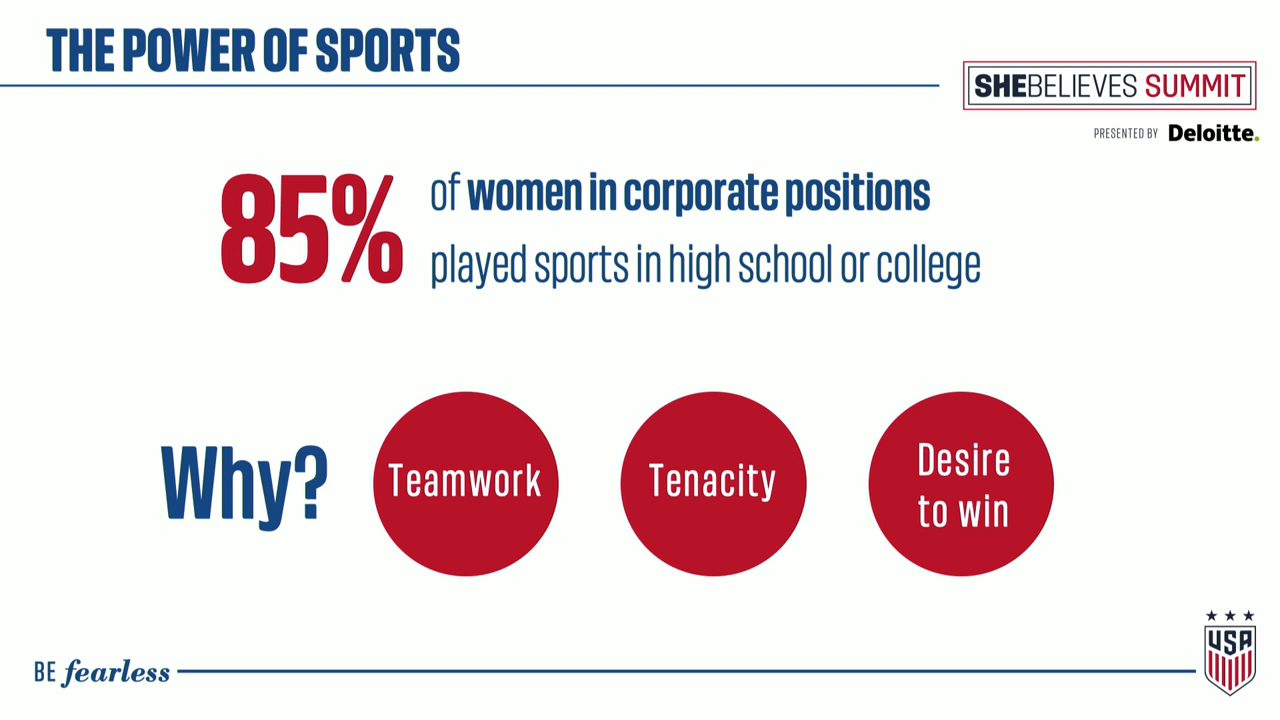 THE POWER OF SPORTS
SHEBELIEVES SUMMIT
PRESENTED BY Deloitte.
85% of women in corporate positions
played sports in high school or college
Why?
Teamwork
Tenacity
Desire
to win
BE fearless
USA